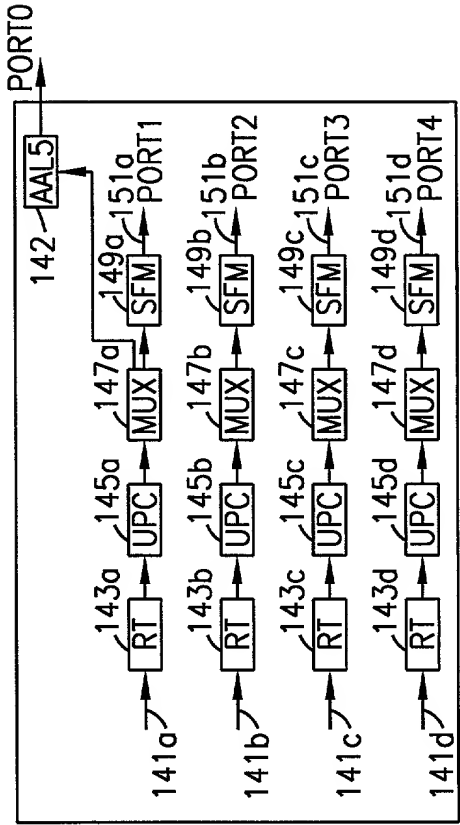 PORT0
AAL5
142
143a
145a
147a
149a
151a
RT
UPC
MUX
SFM
PORT1
141a
143b
145b
147b
149b
151b
RT
UPC
MUX
SFM
PORT2
141b
143c
145c
147c
149c
151c
RT
UPC
MUX
SFM
PORT3
141c
143d
145d
147d
149d
151d
RT
UPC
MUX
SFM
PORT4
141d